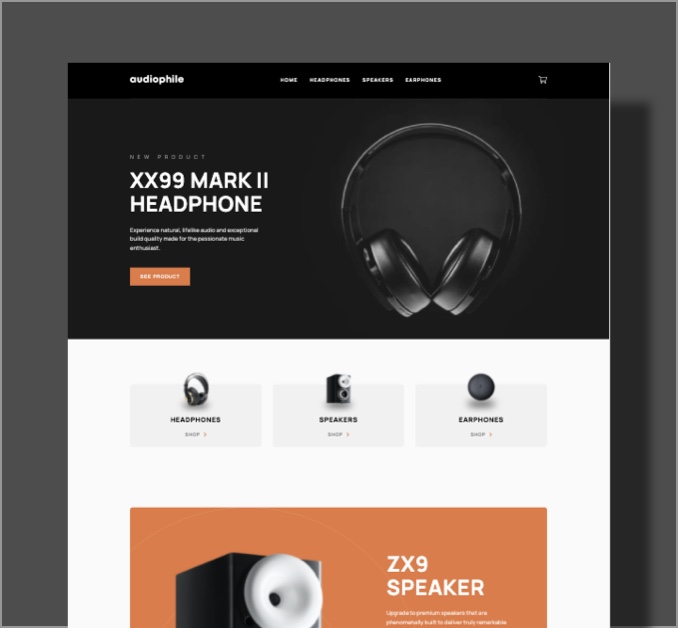 audiophile
HOME HEADPHONES SPEAKERS EARPHONES
NEW PRODUCT
XX99 MARK II
HEADPHONE
Experience natural, lifelike audio and exceptional
build quality made for the passionate music
enthusiast.
SEE PRODUCT
HEADPHONES
SHOP
SPEAKERS
SHOP
EARPHONES
SHOP
ZX9
SPEAKER
Upgrade to premium speakers that are
phenomenally built to deliver truly remarkable